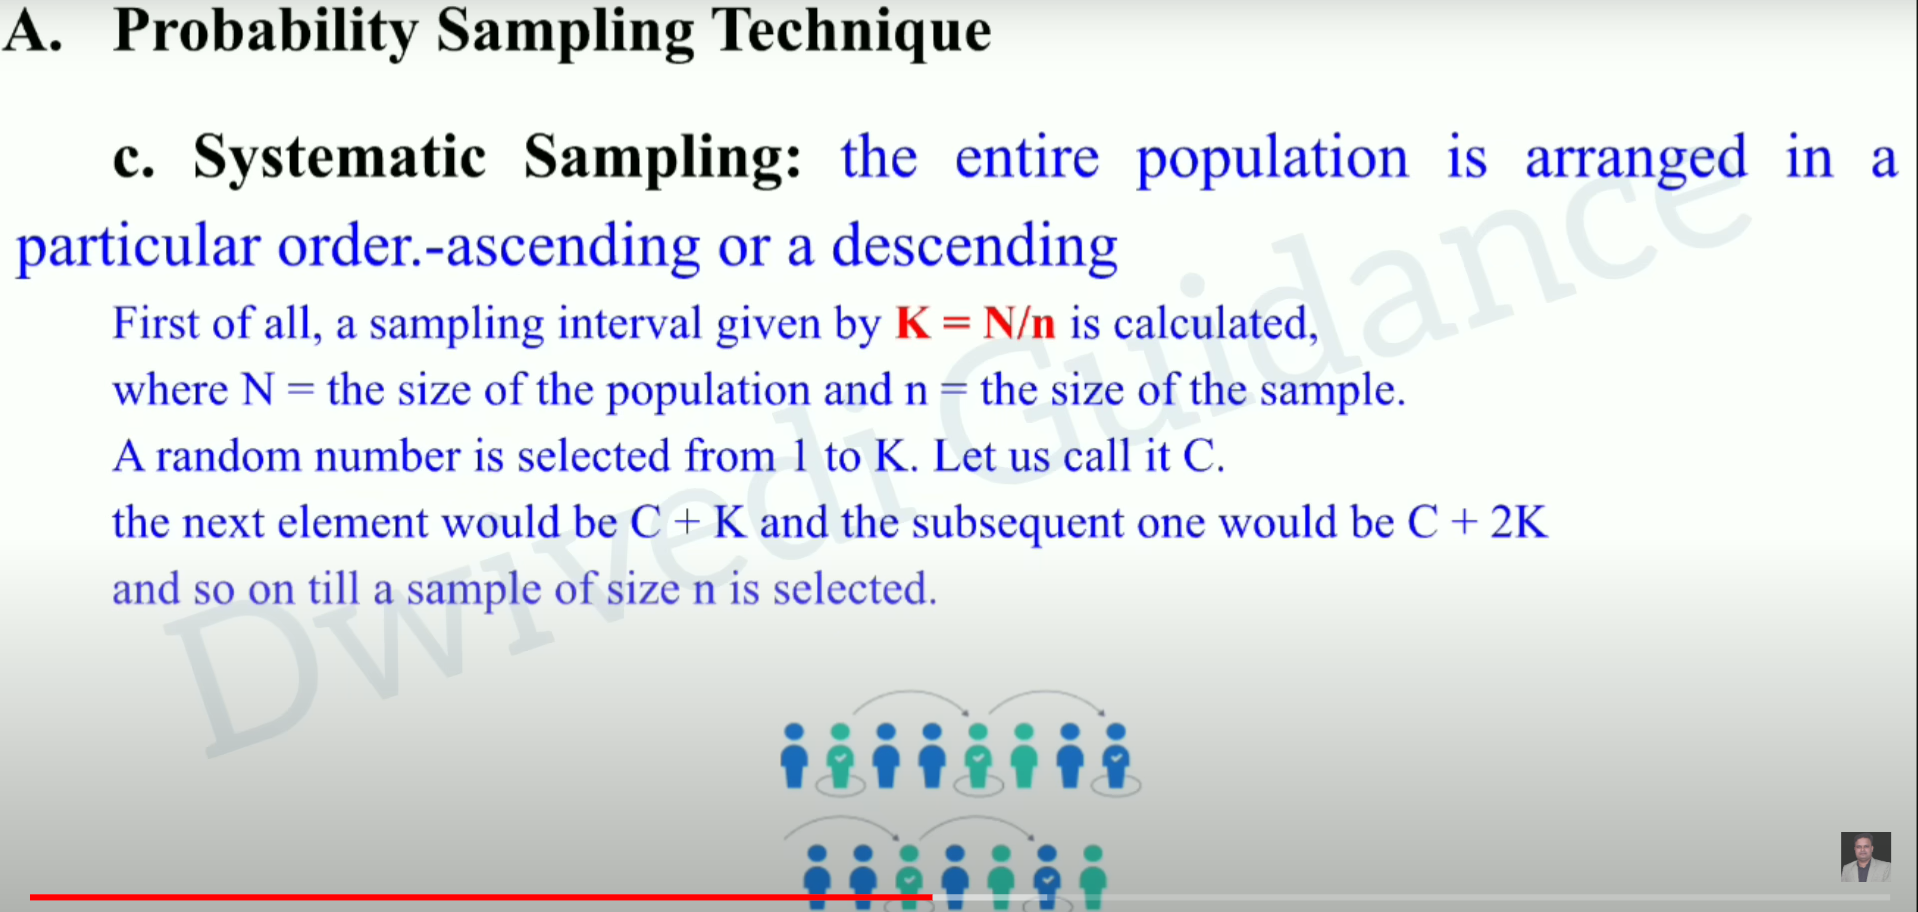 A. Probability Sampling Technique
c. Systematic Sampling: the entire population is arranged in a
particular order.-ascending or a descending
First of all, a sampling interval given by K = N/n is calculated,
where N = the size of the population and n = the size of the sample.
A random number is selected from 1 to K. Let us call it C.
the next element would be C + K and the subsequent one would be C + 2K
and so on till a sample of size n is selected.
Dwivedi Guidance